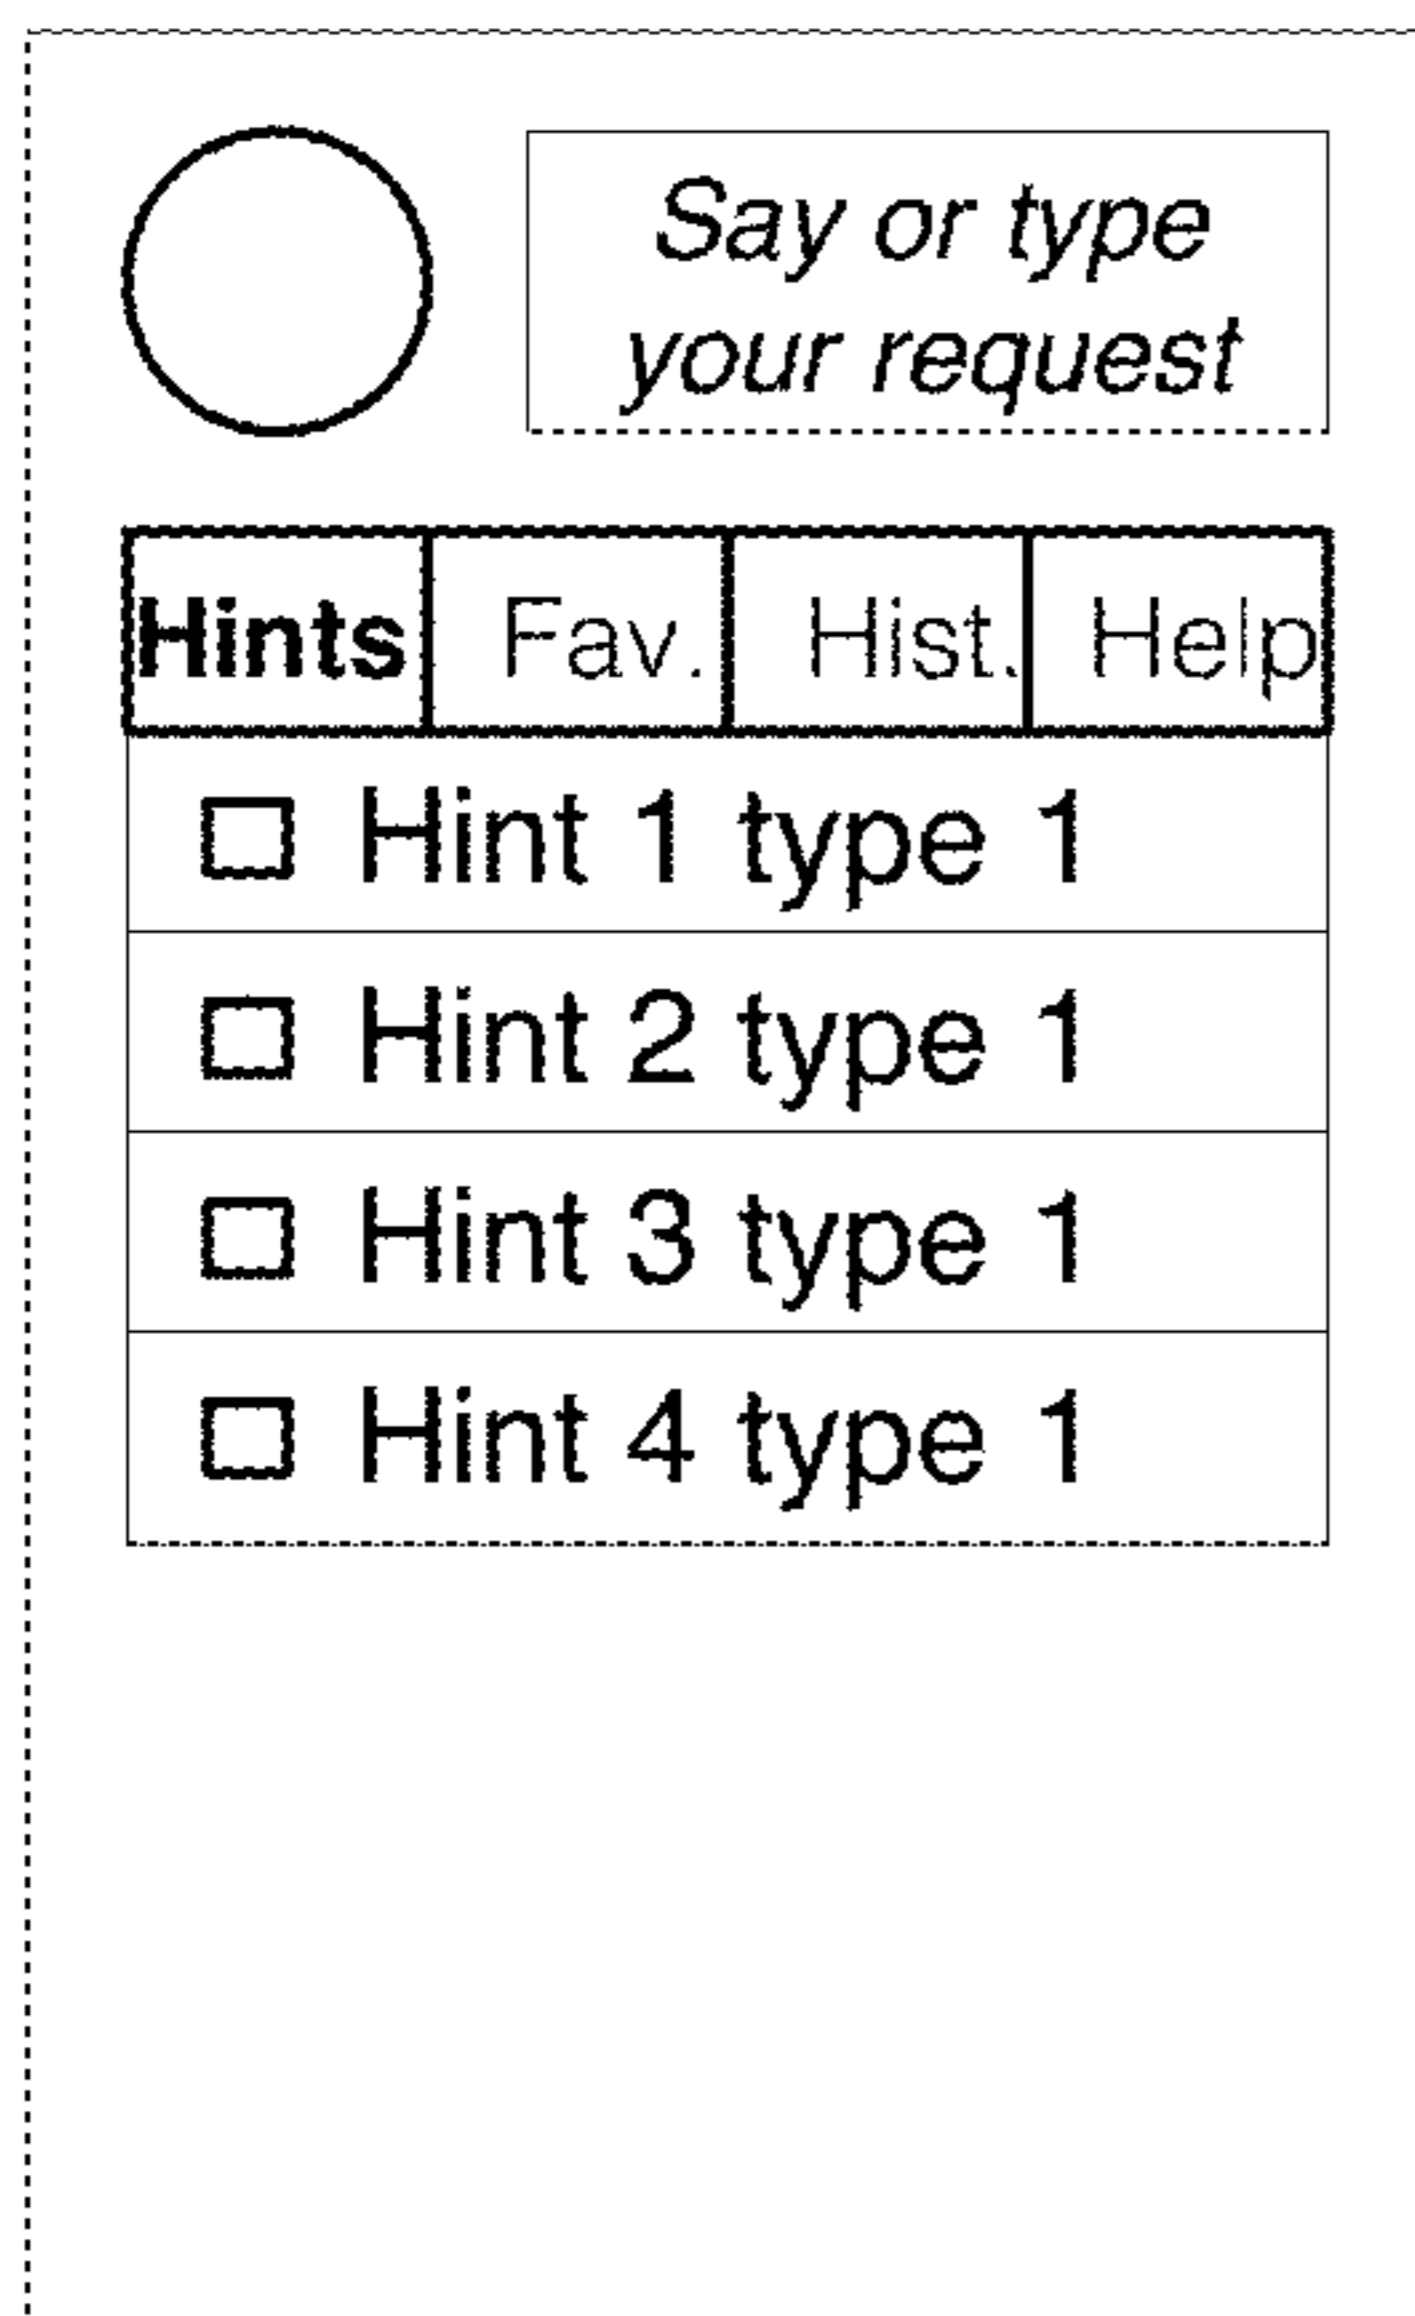 Say or type
your request
Hints Fav. Hist. Help
Hint 1 type 1
Hint 2 type 1
Hint 3 type 1
Hint 4 type 1